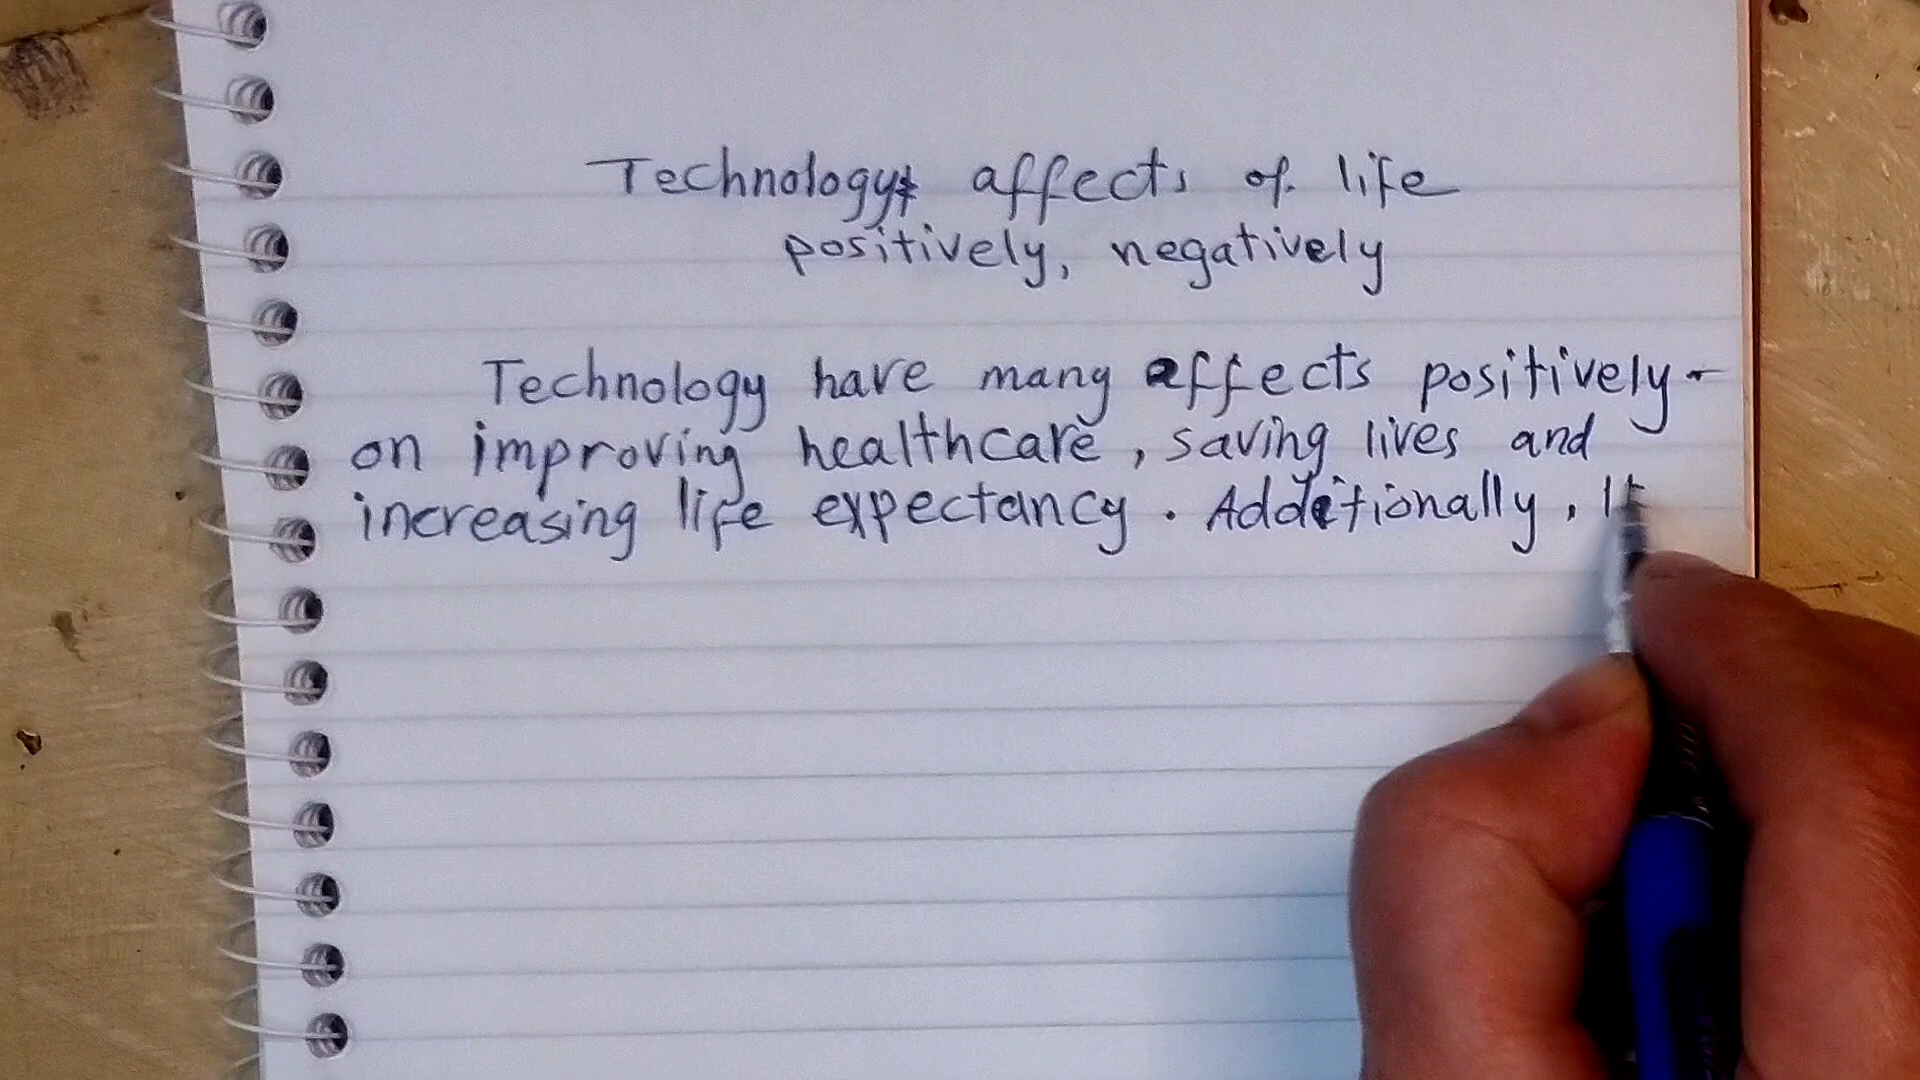 Technology affects of life
positively, negatively
Technology have many affects positively
on improving healthcare, saving lives and
increasing life expectancy. Additionally, It